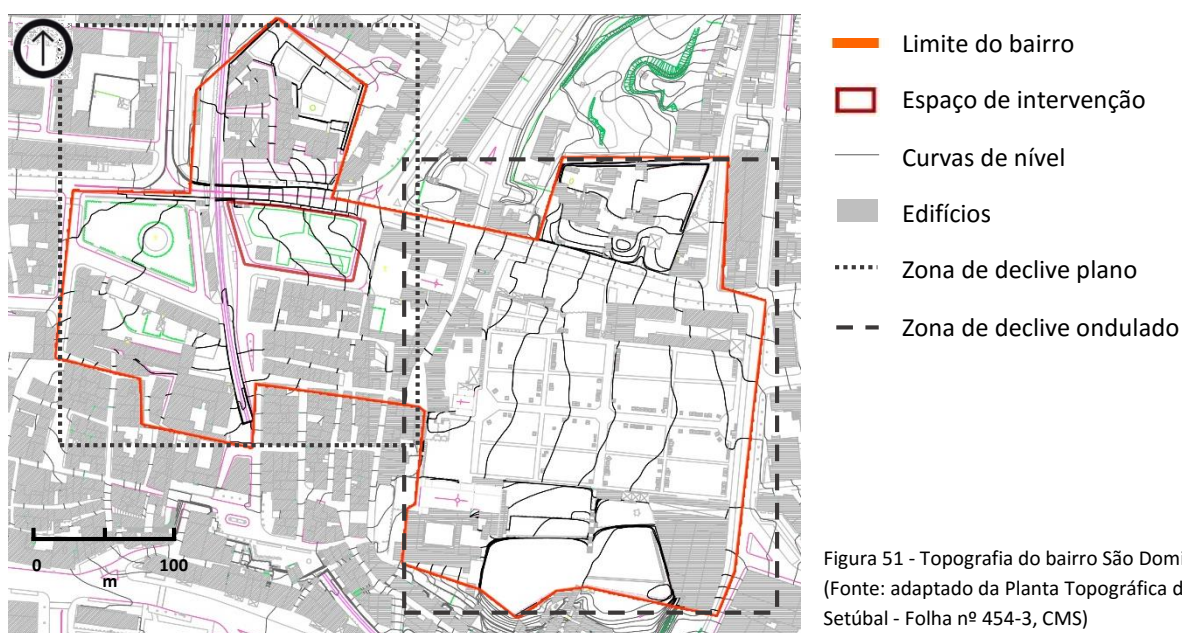 Limite do bairro
Espaço de intervenção
Curvas de nível
Edifícios
Zona de declive plano
Zona de declive ondulado
0 100
m
Figura 51 - Topografia do bairro São
(Fonte: adaptado da Planta Topográfica
Setúbal - Folha nº 454-3, CMS)